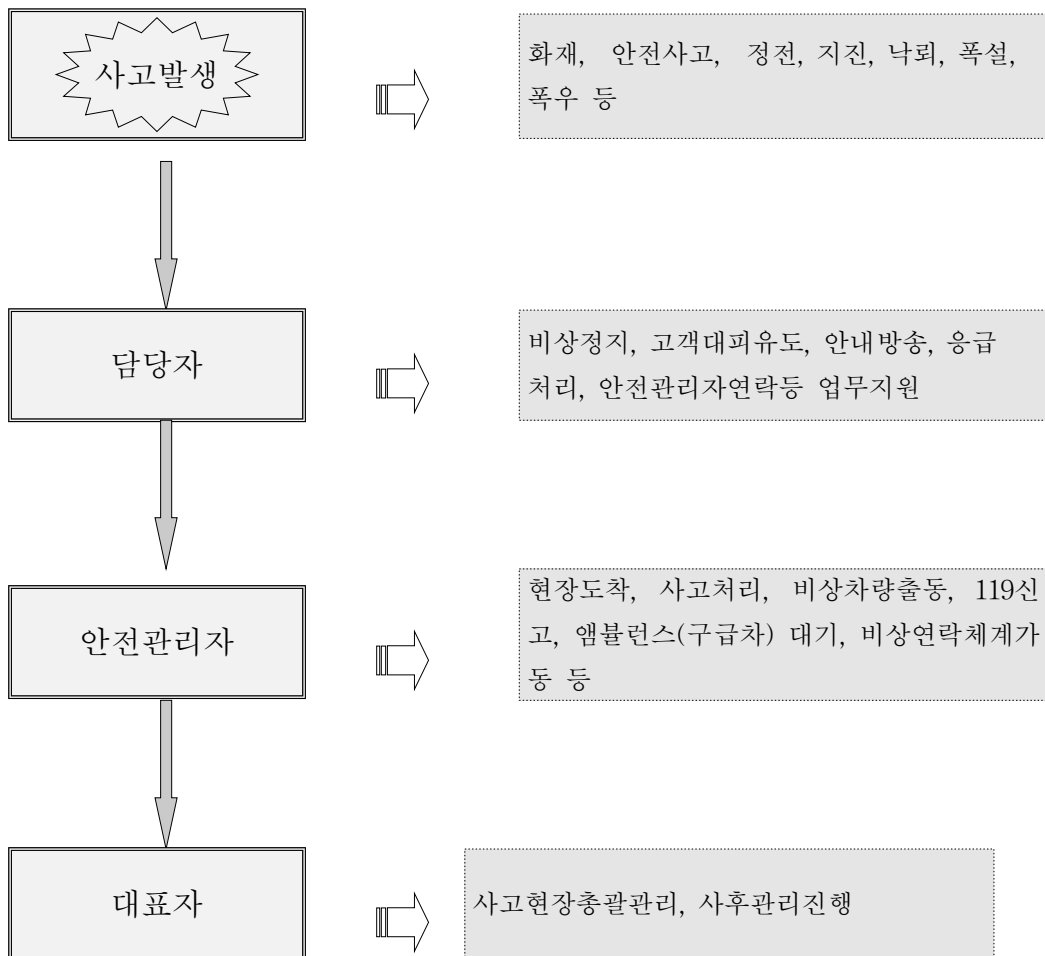 사고발생
화재, 안전사고, 정전, 지진, 낙뢰, 폭설,
폭우 등
담당자
비상정지, 고객대피유도, 안내방송, 응급
처리, 안전관리자연락등 업무지원
안전관리자
현장도착, 사고처리, 비상차량출동, 119신
고, 앰뷸런스(구급차) 대기, 비상연락체계가
동 등
대표자
사고현장총괄관리, 사후관리진행